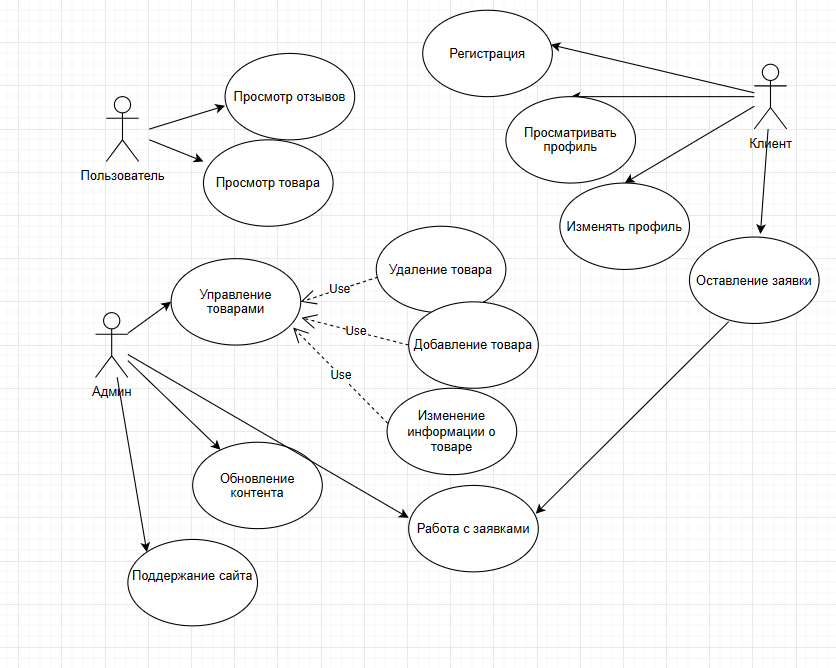 Регистрация
Просмотр отзывов
Просматривать
профиль
Клиент
Пользователь
Просмотр товара
Изменять профиль
Удаление товара
Оставление заявки
Управление
товарами
Use
Use
Добавление товара
Use
Админ
Изменение
информации о
товаре
Обновление
контента
Работа с заявками
Поддержание сайта